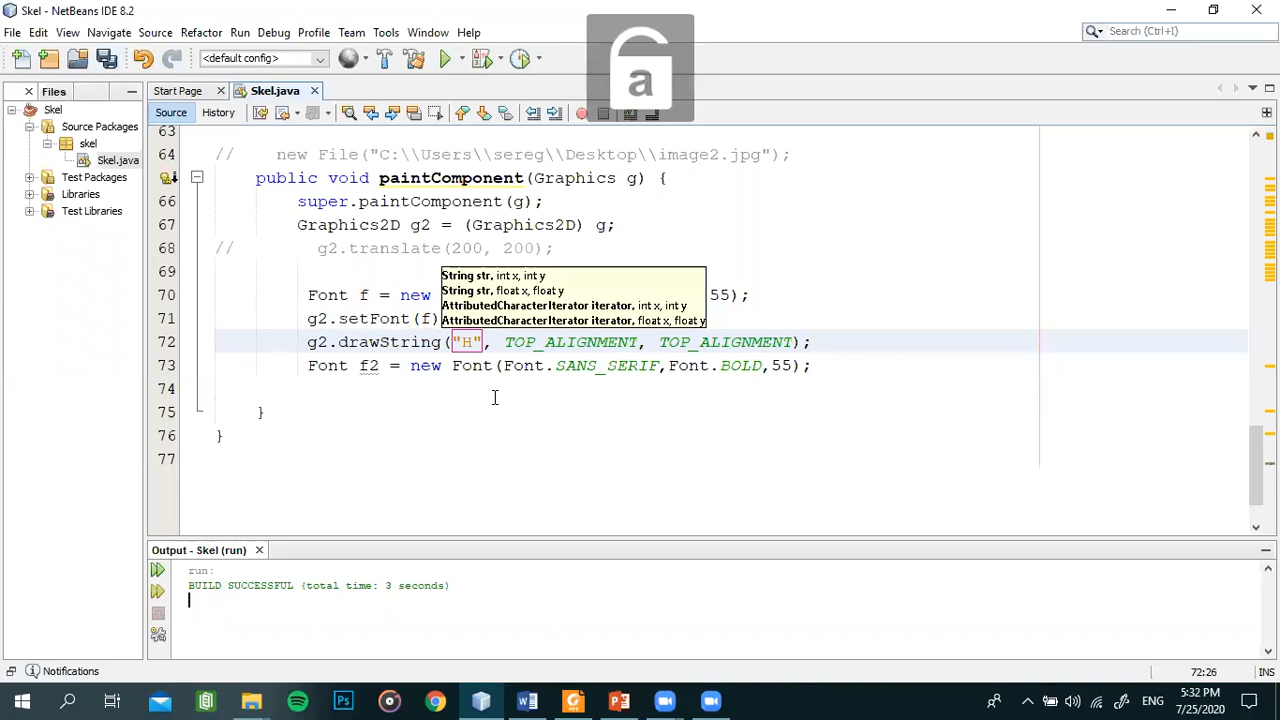 Skel - NetBeans IDE 8.2
File Edit View Navigate Source Refactor Run Debug Profile Team Tools Window Help
Search (Ctrl+I)
a
<default config>
Files
Start Page
Skel.java
Skel
Source Packages
skel
Skel.java
Test Packages
Libraries
Test Libraries
Source History
63
64 // new File("C:\\Users\\sereg\\Desktop\\image2.jpg");
public void paintComponent(Graphics g) {
66 super.paintComponent(g);
67 Graphics2D g2 = (Graphics2D) g;
68 // g2.translate(200, 200);
69
String str, int x, int y
String str, float x, float y
AttributedCharacterIterator iterator, int x, int y
AttributedCharacterIterator iterator, float x, float y
70 Font f = new 55);
71 g2.setFont(f)
72 g2.drawString("H", TOP_ALIGNMENT, TOP_ALIGNMENT);
73 Font f2 = new Font(Font.SANS_SERIF,Font.BOLD,55);
74
75 }
76 }
77
Output - Skel (run)
run:
BUILD SUCCESSFUL (total time: 3 seconds)
Notifications
72:26
INS
ENG
5:32 PM
7/25/2020